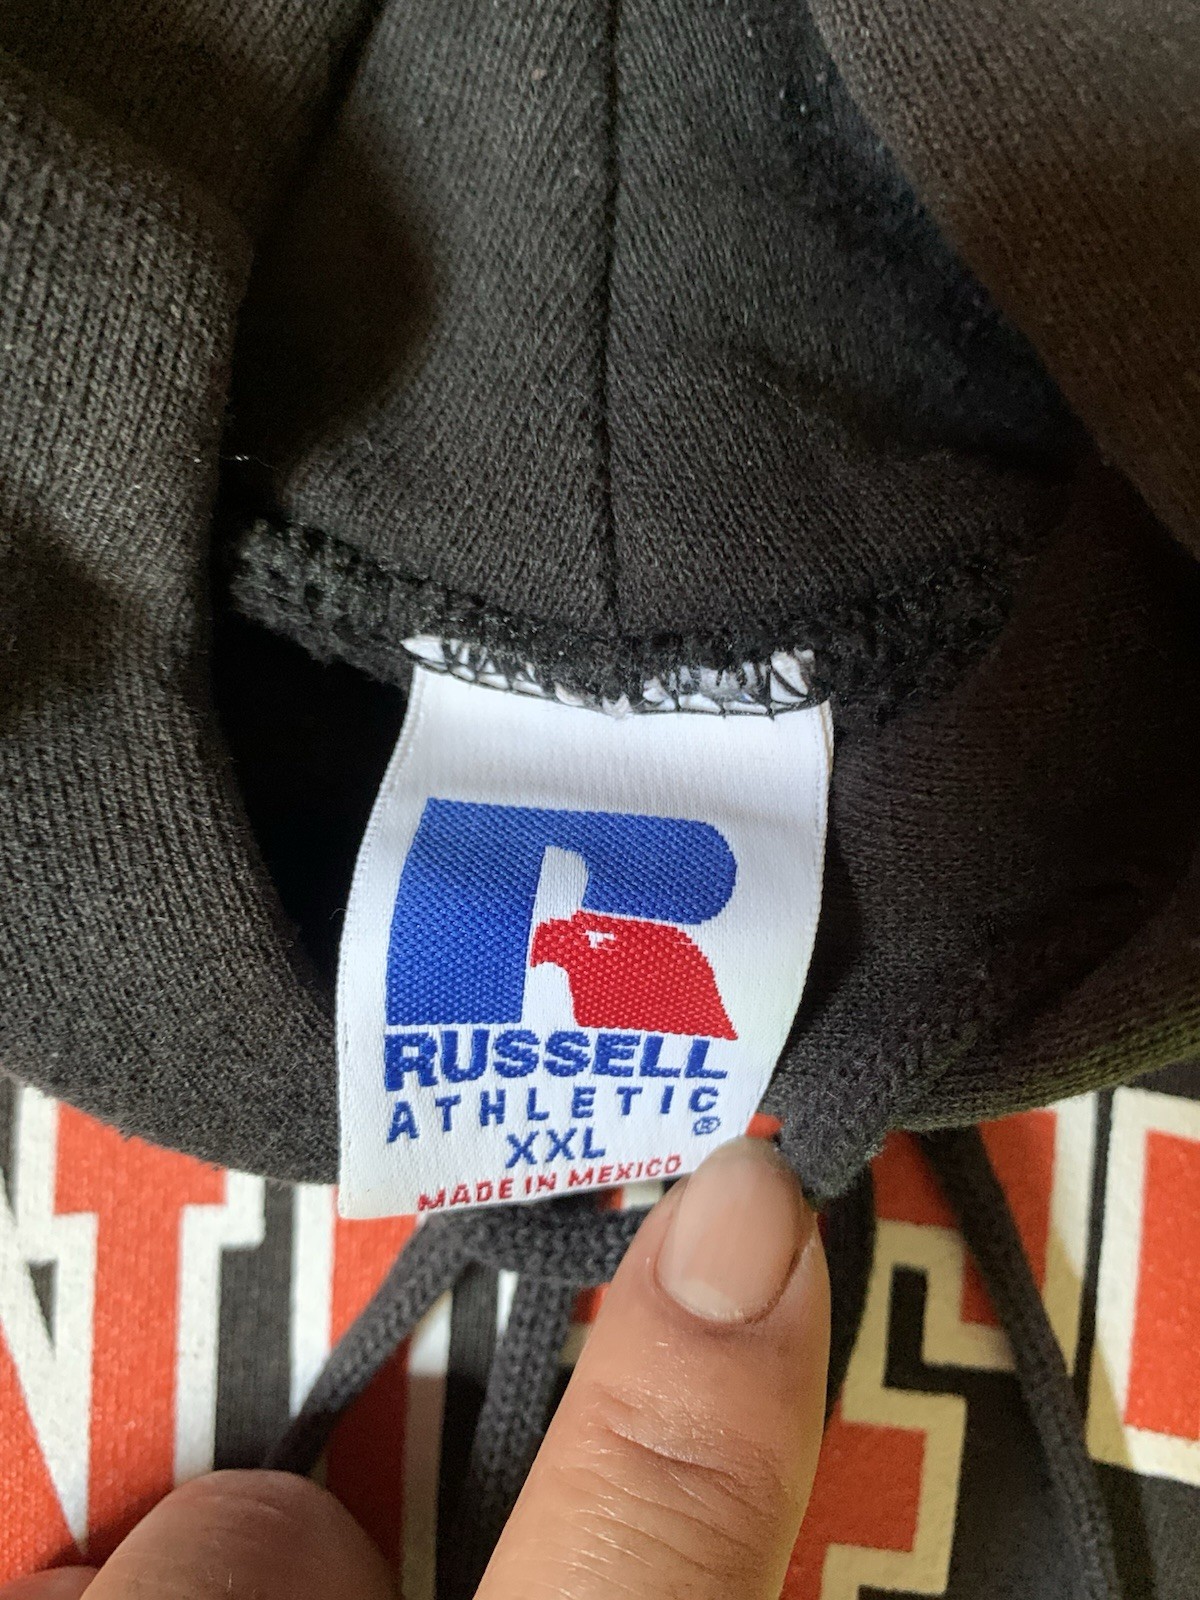 RUSSELL
ATHLETIC®
XXL
MADE IN MEXICO